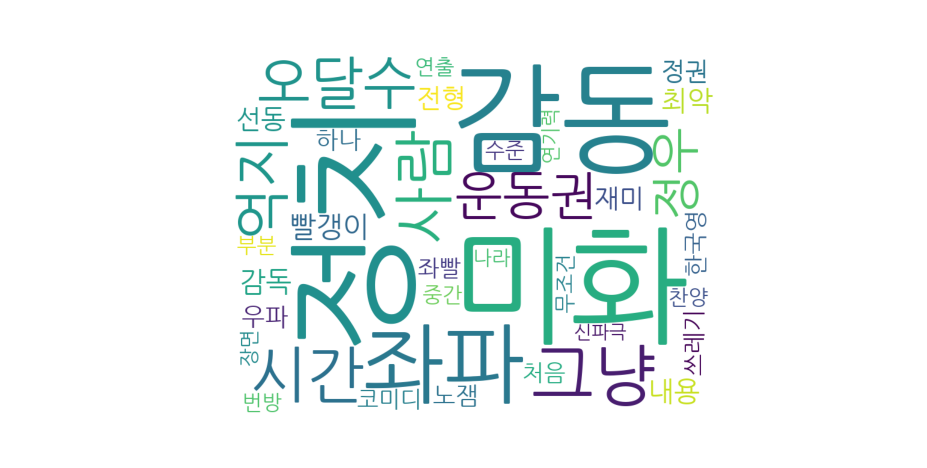 오달수
연출
전형
감동
정권
최악
선동
하나
정치
사람
수준
연기력
정우
억지
빨갱이
운동권
재미
한국영
부분
감독
좌빨
중간
나라
미화
무조건
찬양
우파
장면
시간
좌파
신파극
쓰레기
그냥
처음
내용
번방
코미디
노잼